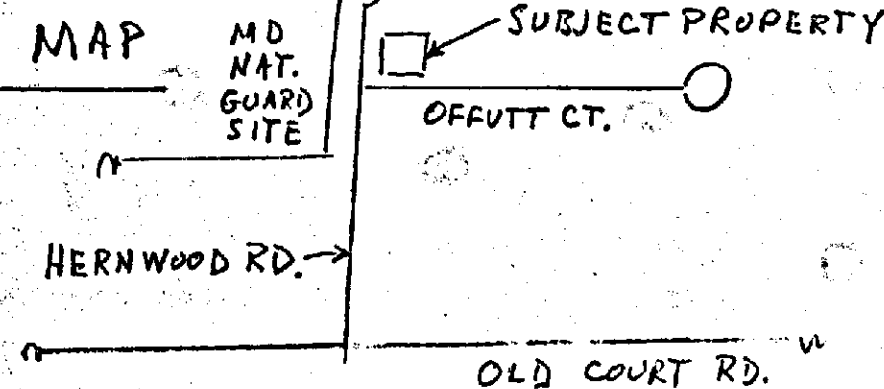 MAP
MD
NAT.
GUARD
SITE
SUBJECT PROPERTY
OFFUTT CT.
HERNWOOD RD.
OLD COURT RD.